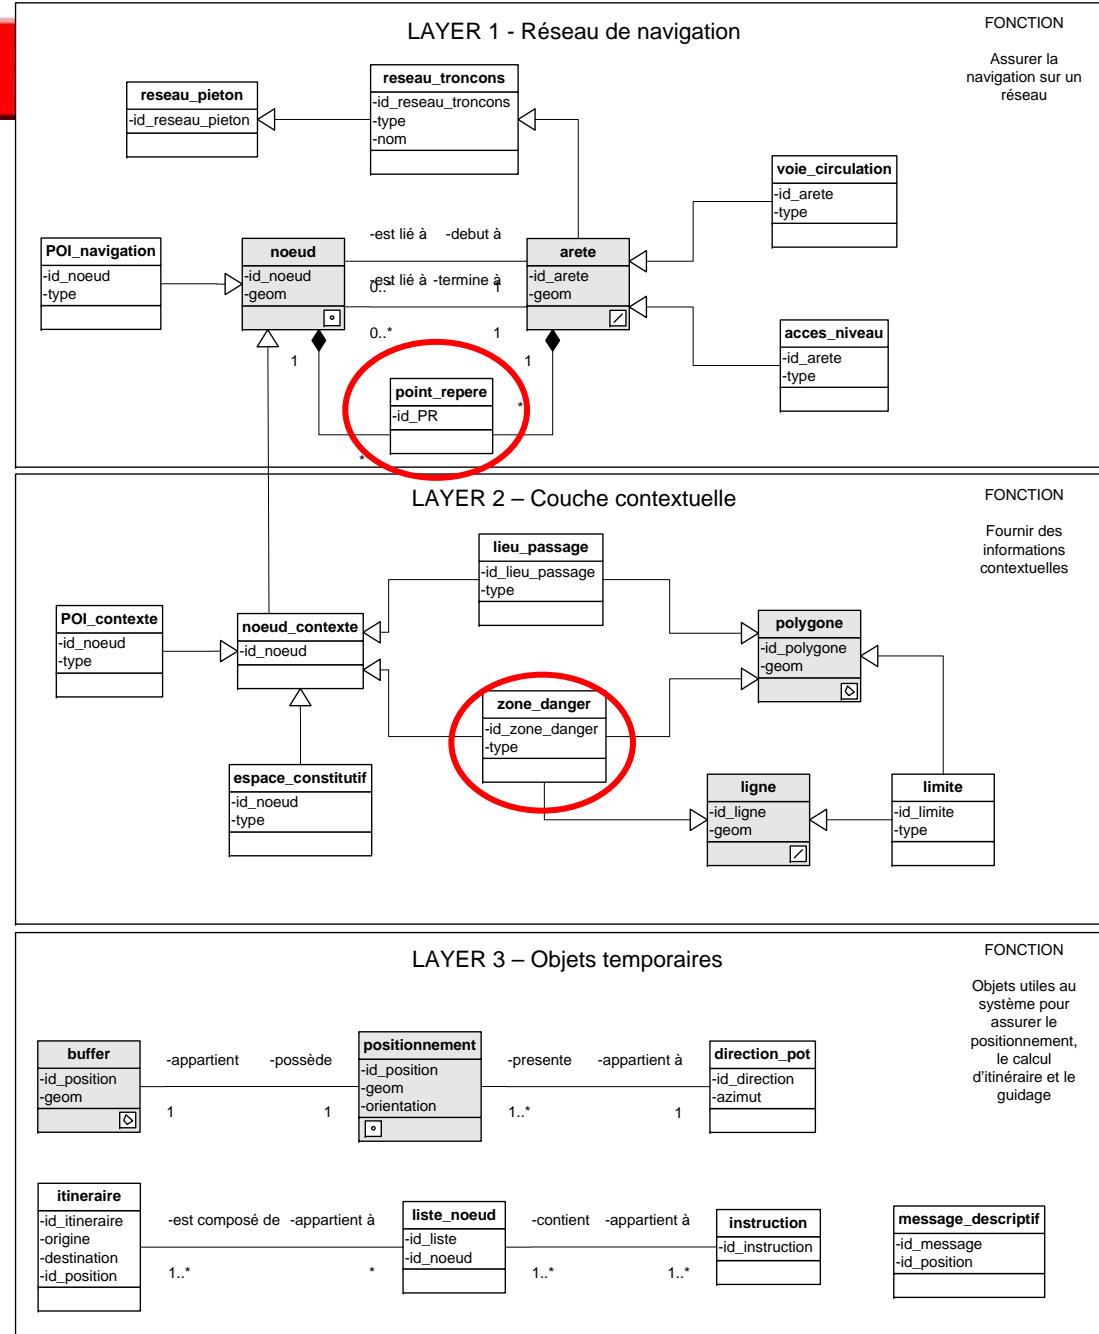 LAYER 1 - Réseau de navigation
FONCTION
Assurer la
navigation sur un
réseau
reseau_pieton
-id_reseau_pieton
reseau_troncons
-id_reseau_troncons
-type
-nom
voie_circulation
-id_arete
-type
POI_navigation
-id_noeud
-type
noeud
-id_noeud
-geom
-est lié à -debut à
-est lié à -termine à
0..* 1
0..* 1
arete
-id_arete
-geom
acces_niveau
-id_arete
-type
1
1
point_repere
-id_PR
*
*
LAYER 2 – Couche contextuelle
FONCTION
Fournir des
informations
contextuelles
lieu_passage
-id_lieu_passage
-type
POI_contexte
-id_noeud
-type
noeud_contexte
-id_noeud
polygone
-id_polygone
-geom
zone_danger
-id_zone_danger
-type
espace_constitutif
-id_noeud
-type
ligne
-id_ligne
-geom
limite
-id_limite
-type
LAYER 3 – Objets temporaires
FONCTION
Objets utiles au
système pour
assurer le
positionnement,
le calcul
d'itinéraire et le
guidage
buffer
-id_position
-geom
-appartient -possède
1 1
positionnement
-id_position
-geom
-orientation
-presente -appartient à
1..* 1
direction_pot
-id_direction
-azimut
itineraire
-id_itineraire
-origine
-destination
-id_position
-est composé de -appartient à
1..* *
liste_noeud
-id_liste
-id_noeud
-contient -appartient à
1..* 1..*
instruction
-id_instruction
message_descriptif
-id_message
-id_position